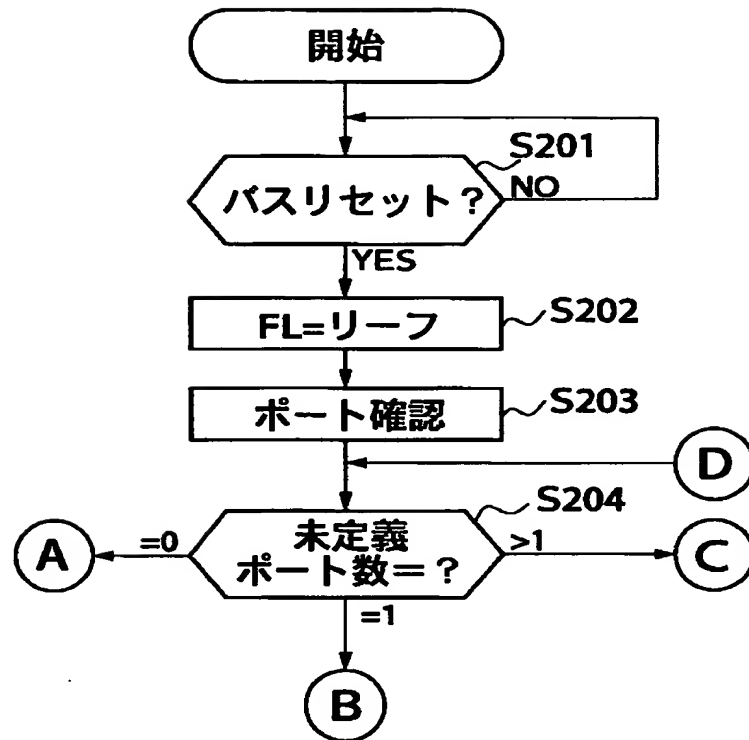 開始
S201
バスリセット？
NO
YES
FL=リーフ
S202
ポート確認
S203
D
S204
未定義
ポート数＝？
=0
>1
A
C
=1
B